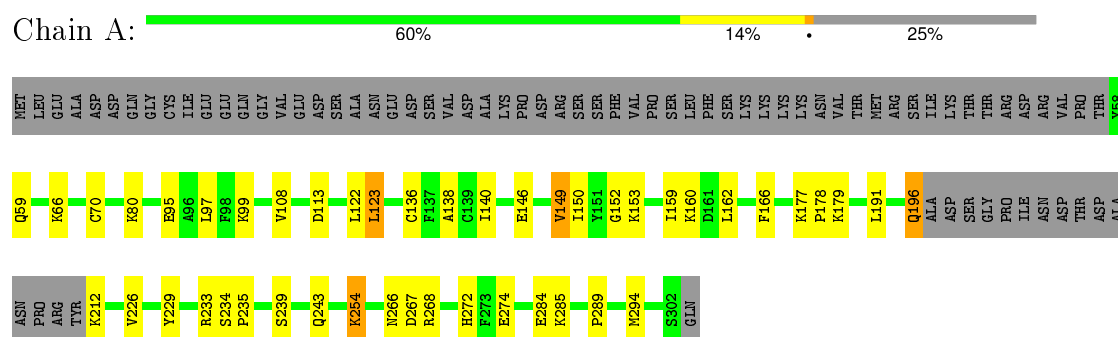 Chain A:
60% 14% • 25%
MET LEU GLU ALA ASP ASP GLN GLY CYS ILE GLU GLU GLN GLY VAL GLU ASP SER ALA ASN GLU ASP SER VAL ASP ALA LYS PRO ASP ARG SER SER PHE VAL PRO SER LEU PHE SER LYS LYS LYS LYS ASN VAL THR MET ARG SER ILE LYS THR THR ARG ASP ARG VAL PRO THR Y58
Q59 K66 C70 K80 E95 A96 L97 F98 K99 V108 D113 L122 L123 C136 F137 A138 C139 I140 E146 V149 I150 Y151 G152 K153 I159 K160 D161 L162 F166 K177 P178 K179 L191 Q196 ALA ASP SER GLY PRO ILE ASN ASP THR ASP ALA
ASN PRO ARG TYR K212 V226 Y229 R233 S234 P235 S239 Q243 K254 N266 D267 R268 H272 F273 E274 E284 K285 P289 M294 S302 GLN